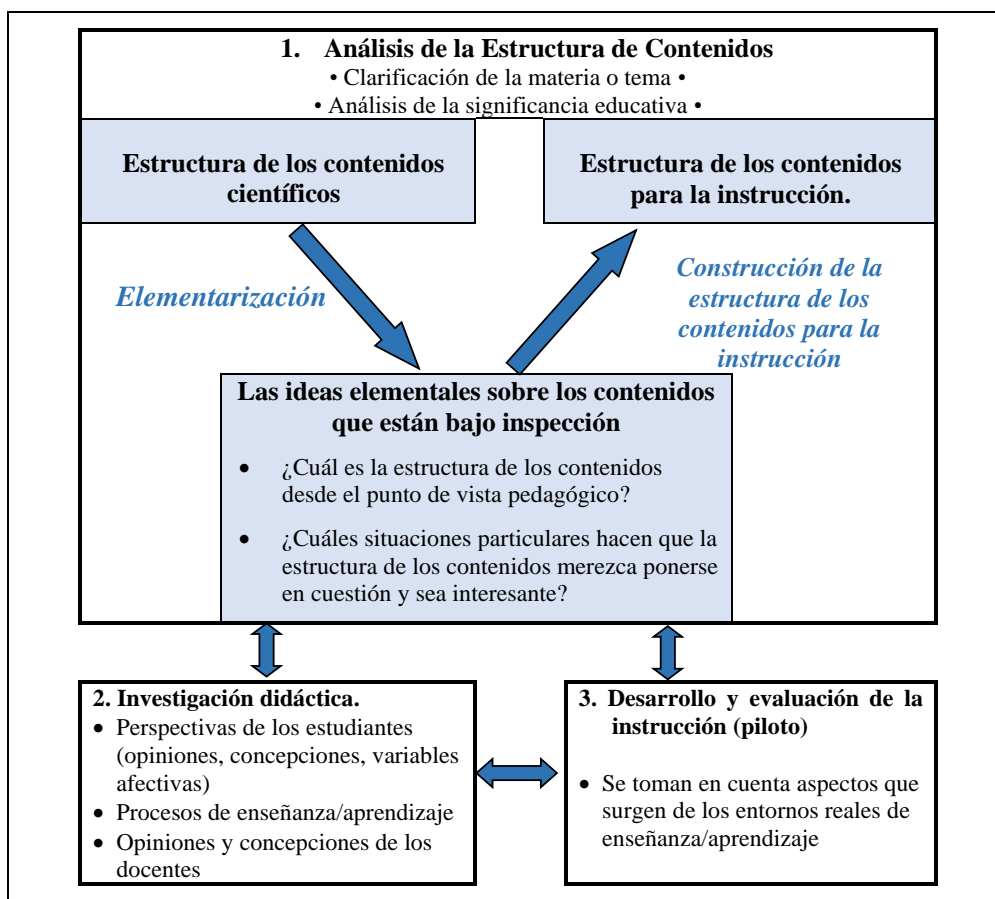 1. Análisis de la Estructura de Contenidos
• Clarificación de la materia o tema •
• Análisis de la significancia educativa •
Estructura de los contenidos
científicos
Estructura de los contenidos
para la instrucción.
Elementarización
Construcción de la
estructura de los
contenidos para la
instrucción
Las ideas elementales sobre los contenidos
que están bajo inspección
• ¿Cuál es la estructura de los contenidos
desde el punto de vista pedagógico?
• ¿Cuáles situaciones particulares hacen que la
estructura de los contenidos merezca ponerse
en cuestión y sea interesante?
2. Investigación didáctica.
• Perspectivas de los estudiantes
(opiniones, concepciones, variables
afectivas)
• Procesos de enseñanza/aprendizaje
• Opiniones y concepciones de los
docentes
3. Desarrollo y evaluación de la
instrucción (piloto)
• Se toman en cuenta aspectos que
surgen de los entornos reales de
enseñanza/aprendizaje